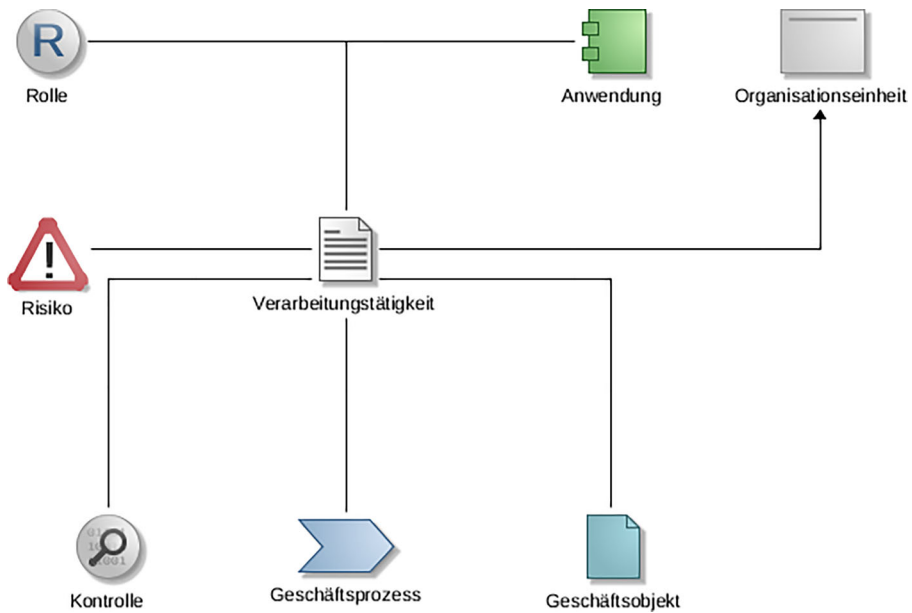 R
Rolle
Anwendung
Organisationseinheit
!
Risiko
Verarbeitungstätigkeit
Kontrolle
Geschäftsprozess
Geschäftsobjekt